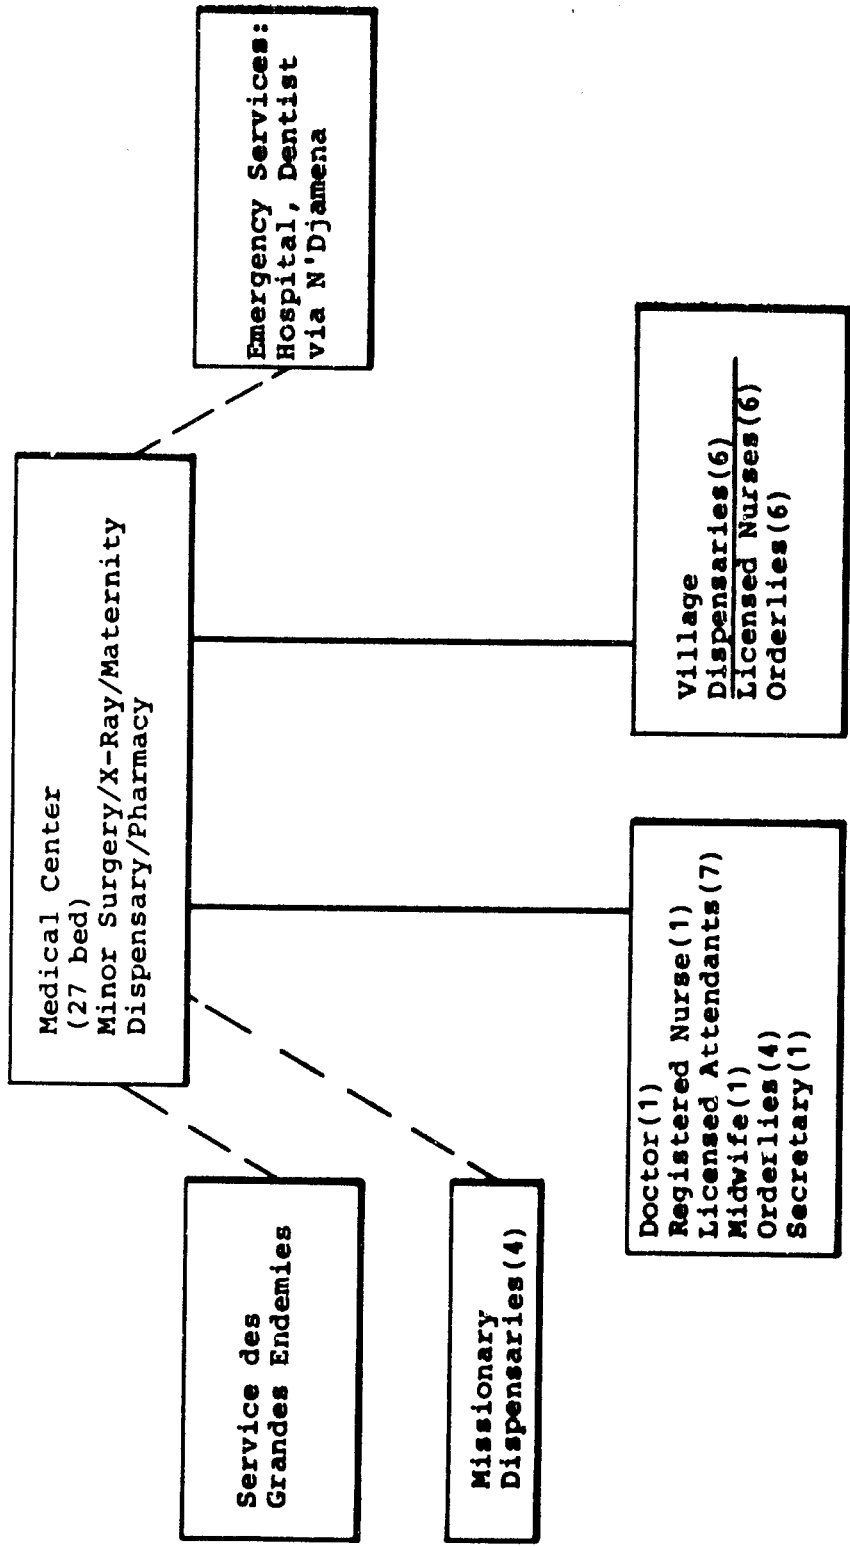 Medical Center
(27 bed)
Minor Surgery/X-Ray/Maternity
Dispensary/Pharmacy
Emergency Services:
Hospital, Dentist
via N'Djamena
Service des
Grandes Endemies
Missionary
Dispensaries(4)
Doctor(1)
Registered Nurse(1)
Licensed Attendants(7)
Midwife(1)
Orderlies(4)
Secretary(1)
Village
Dispensaries(6)
Licensed Nurses(6)
Orderlies(6)